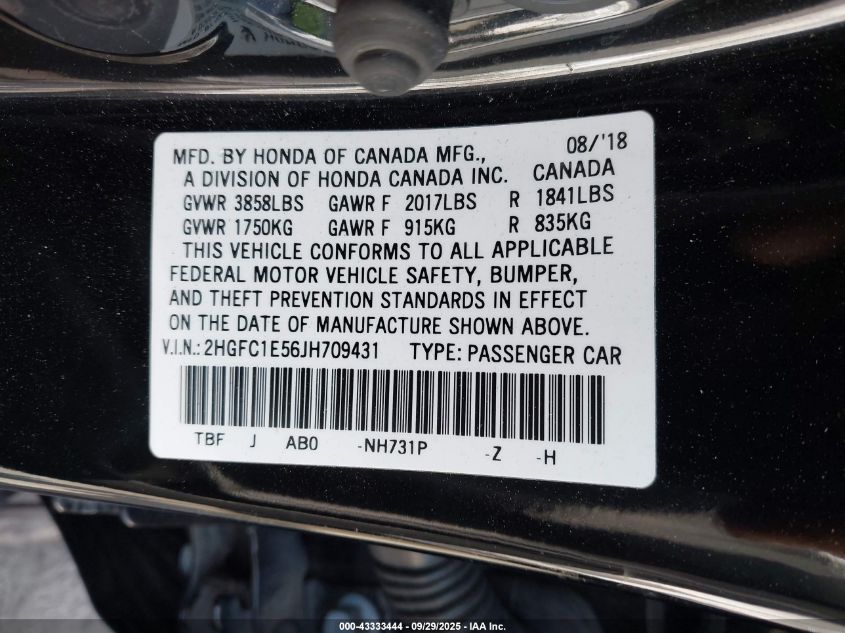 MFD. BY HONDA OF CANADA MFG., 08/'18
A DIVISION OF HONDA CANADA INC. CANADA
GVWR 3858LBS GAWR F 2017LBS R 1841LBS
GVWR 1750KG GAWR F 915KG R 835KG
THIS VEHICLE CONFORMS TO ALL APPLICABLE
FEDERAL MOTOR VEHICLE SAFETY, BUMPER,
AND THEFT PREVENTION STANDARDS IN EFFECT
ON THE DATE OF MANUFACTURE SHOWN ABOVE.
V.I.N.: 2HGFC1E56JH709431 TYPE: PASSENGER CAR
TBF J AB0 -NH731P -Z -H
000-43333444 - 09/29/2025 - IAA Inc.